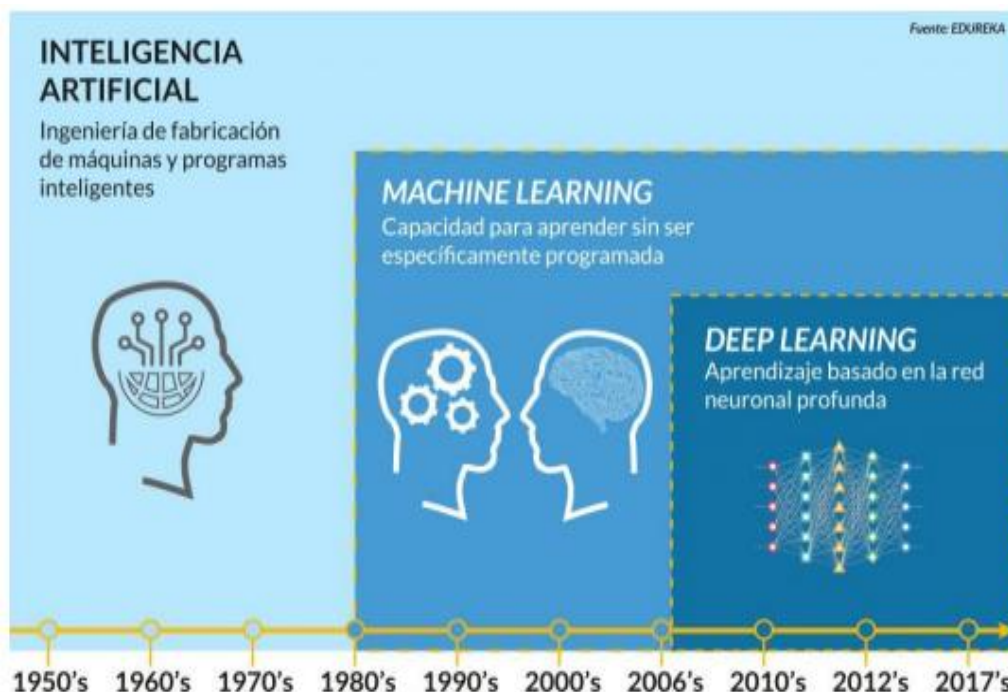 Fuente: EDUREKA
INTELIGENCIA
ARTIFICIAL
Ingeniería de fabricación
de máquinas y programas
inteligentes
MACHINE LEARNING
Capacidad para aprender sin ser
específicamente programada
DEEP LEARNING
Aprendizaje basado en la red
neuronal profunda
1950's 1960's 1970's 1980's 1990's 2000's 2006's 2010's 2012's 2017's